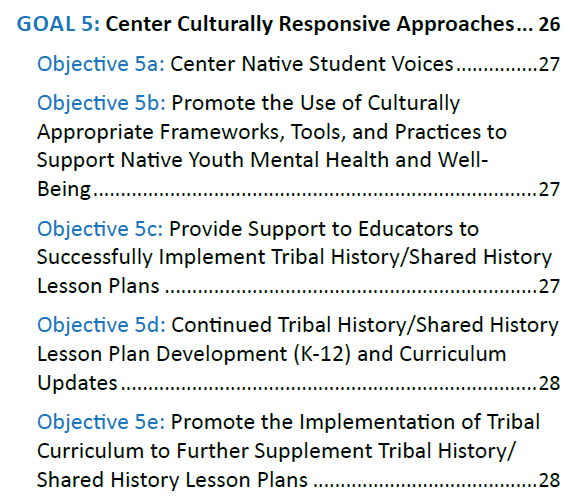 GOAL 5: Center Culturally Responsive Approaches... 26
Objective 5a: Center Native Student Voices..............27
Objective 5b: Promote the Use of Culturally
Appropriate Frameworks, Tools, and Practices to
Support Native Youth Mental Health and Well-
Being.......................................................................27
Objective 5c: Provide Support to Educators to
Successfully Implement Tribal History/Shared History
Lesson Plans ............................................................27
Objective 5d: Continued Tribal History/Shared History
Lesson Plan Development (K-12) and Curriculum
Updates...................................................................28
Objective 5e: Promote the Implementation of Tribal
Curriculum to Further Supplement Tribal History/
Shared History Lesson Plans ....................................28